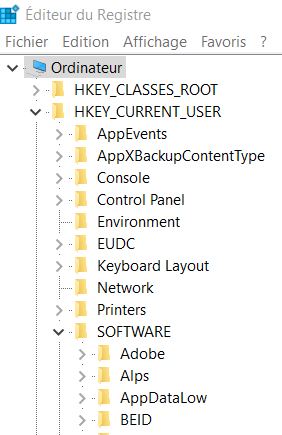 Éditeur du Registre
Fichier Edition Affichage Favoris ?
Ordinateur
HKEY_CLASSES_ROOT
HKEY_CURRENT_USER
AppEvents
AppXBackupContentType
Console
Control Panel
Environment
EUDC
Keyboard Layout
Network
Printers
SOFTWARE
Adobe
Alps
AppDataLow
BEID